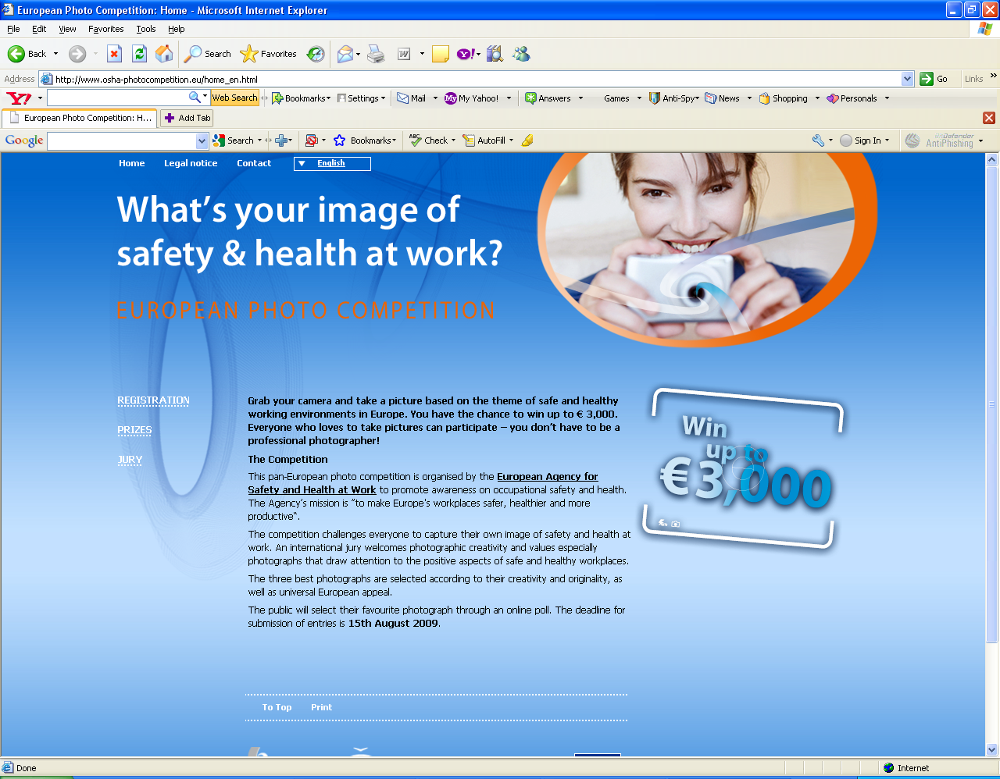 European Photo Competition: Home - Microsoft Internet Explorer
File Edit View Favorites Tools Help
Back Search Favorites
Address http://www.osha-photocompetition.eu/home_en.html Go Links »
Y! Web Search Bookmarks Settings Mail My Yahoo! Answers Games Anti-Spy News Shopping Personals
European Photo Competition: H... Add Tab
Google Search Bookmarks ABC Check AutoFill Sign In BitDefender AntiPhishing
Home Legal notice Contact English
What's your image of
safety & health at work?
EUROPEAN PHOTO COMPETITION
REGISTRATION
PRIZES
JURY
Grab your camera and take a picture based on the theme of safe and healthy
working environments in Europe. You have the chance to win up to € 3,000.
Everyone who loves to take pictures can participate – you don't have to be a
professional photographer!
The Competition
This pan-European photo competition is organised by the European Agency for
Safety and Health at Work to promote awareness on occupational safety and health.
The Agency's mission is ”to make Europe's workplaces safer, healthier and more
productive“.
The competition challenges everyone to capture their own image of safety and health at
work. An international jury welcomes photographic creativity and values especially
photographs that draw attention to the positive aspects of safe and healthy workplaces.
The three best photographs are selected according to their creativity and originality, as
well as universal European appeal.
The public will select their favourite photograph through an online poll. The deadline for
submission of entries is 15th August 2009.
Win
up to
€3,000
To Top Print
Done Internet